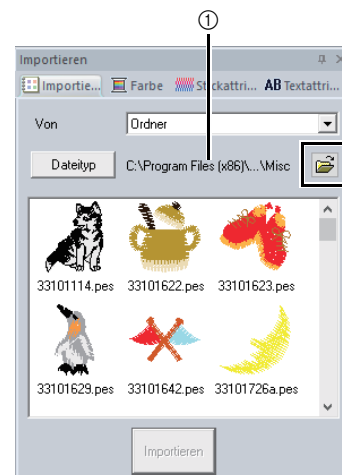 ①
Importieren
Importie... Farbe Stickattri... AB Textattri...
Von Ordner
Dateityp C:\Program Files (x86)\...\Misc
33101114.pes 33101622.pes 33101623.pes
33101629.pes 33101642.pes 33101726a.pes
Importieren